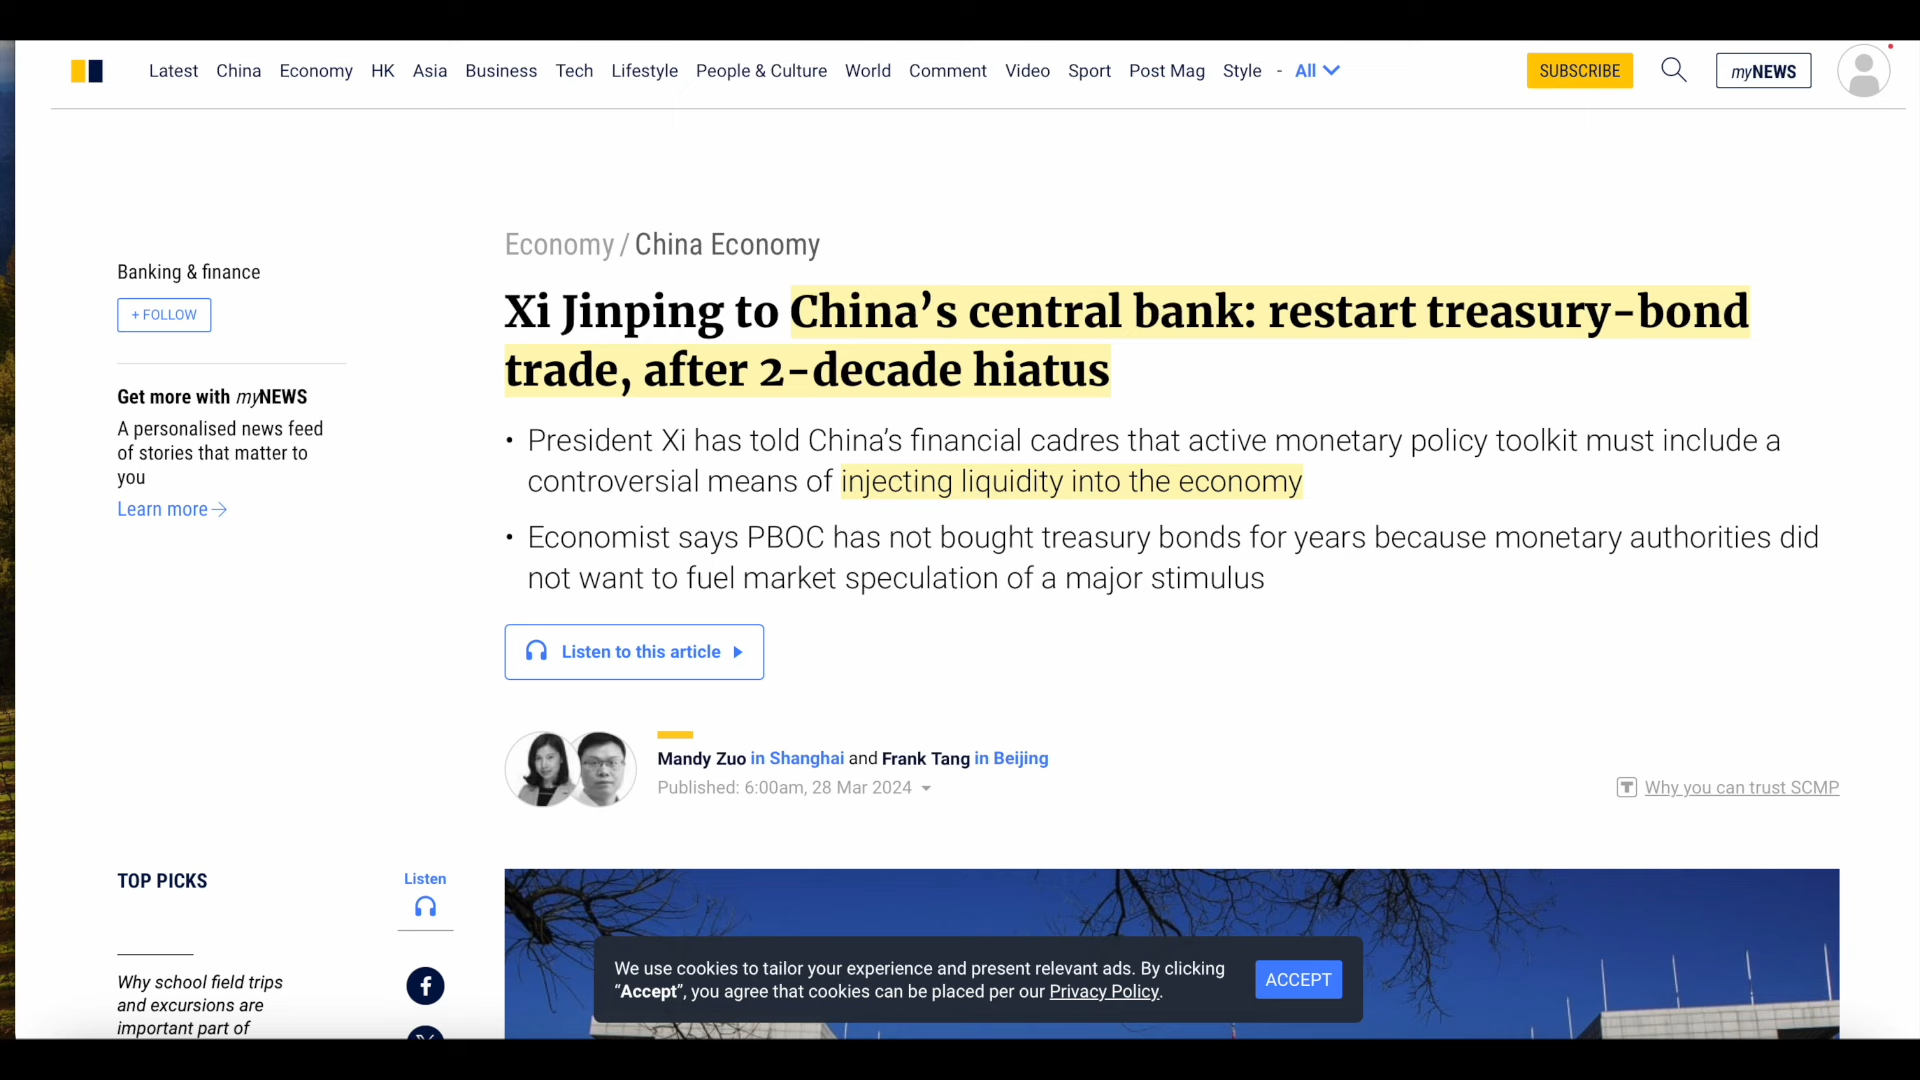 Latest China Economy HK Asia Business Tech Lifestyle People & Culture World Comment Video Sport Post Mag Style - All
SUBSCRIBE
myNEWS
Banking & finance
+ FOLLOW
Get more with myNEWS
A personalised news feed
of stories that matter to
you
Learn more
Economy / China Economy
Xi Jinping to China’s central bank: restart treasury-bond
trade, after 2-decade hiatus
• President Xi has told China’s financial cadres that active monetary policy toolkit must include a
controversial means of injecting liquidity into the economy
• Economist says PBOC has not bought treasury bonds for years because monetary authorities did
not want to fuel market speculation of a major stimulus
Listen to this article
Mandy Zuo in Shanghai and Frank Tang in Beijing
Published: 6:00am, 28 Mar 2024
Why you can trust SCMP
TOP PICKS
Listen
Why school field trips
and excursions are
important part of
We use cookies to tailor your experience and present relevant ads. By clicking
“Accept”, you agree that cookies can be placed per our Privacy Policy.
ACCEPT